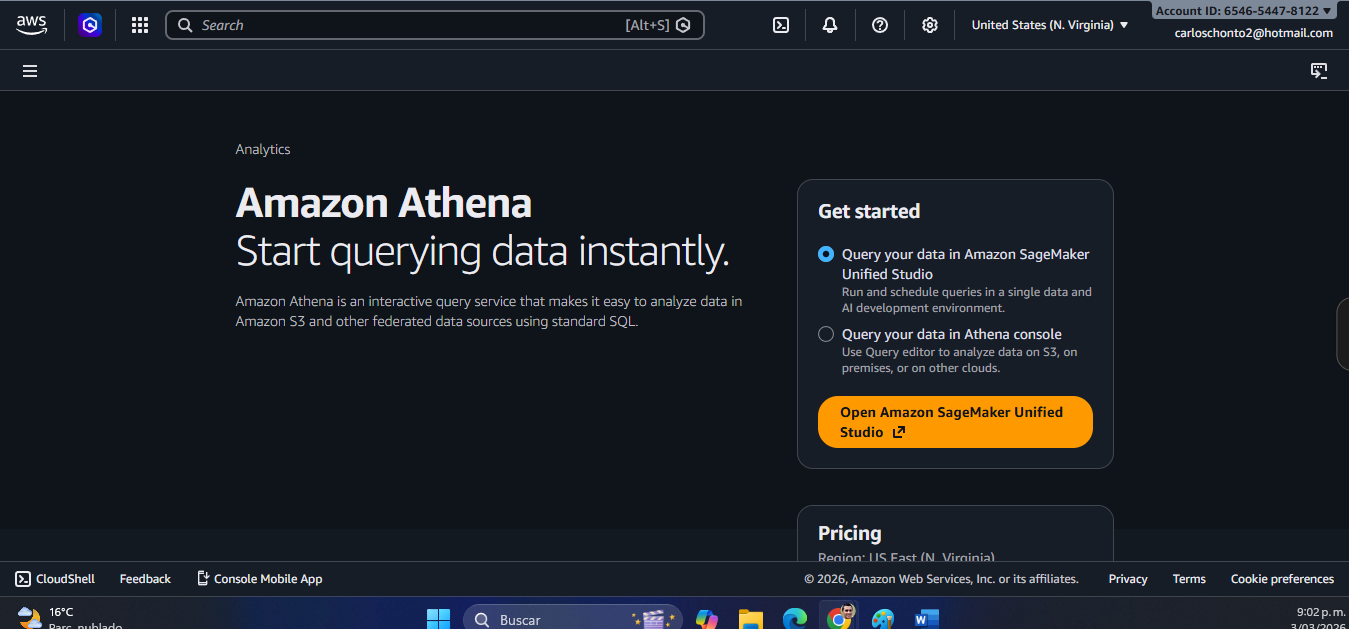 aws
Search
[Alt+S]
United States (N. Virginia)
Account ID: 6546-5447-8122
carloschonto2@hotmail.com
Analytics
Amazon Athena
Start querying data instantly.
Amazon Athena is an interactive query service that makes it easy to analyze data in
Amazon S3 and other federated data sources using standard SQL.
Get started
Query your data in Amazon SageMaker
Unified Studio
Run and schedule queries in a single data and
AI development environment.
Query your data in Athena console
Use Query editor to analyze data on S3, on
premises, or on other clouds.
Open Amazon SageMaker Unified
Studio
Pricing
Region: US East (N. Virginia)
CloudShell
Feedback
Console Mobile App
© 2026, Amazon Web Services, Inc. or its affiliates.
Privacy
Terms
Cookie preferences
16°C
Parc. nublado
Buscar
9:02 p.m.
3/03/2026